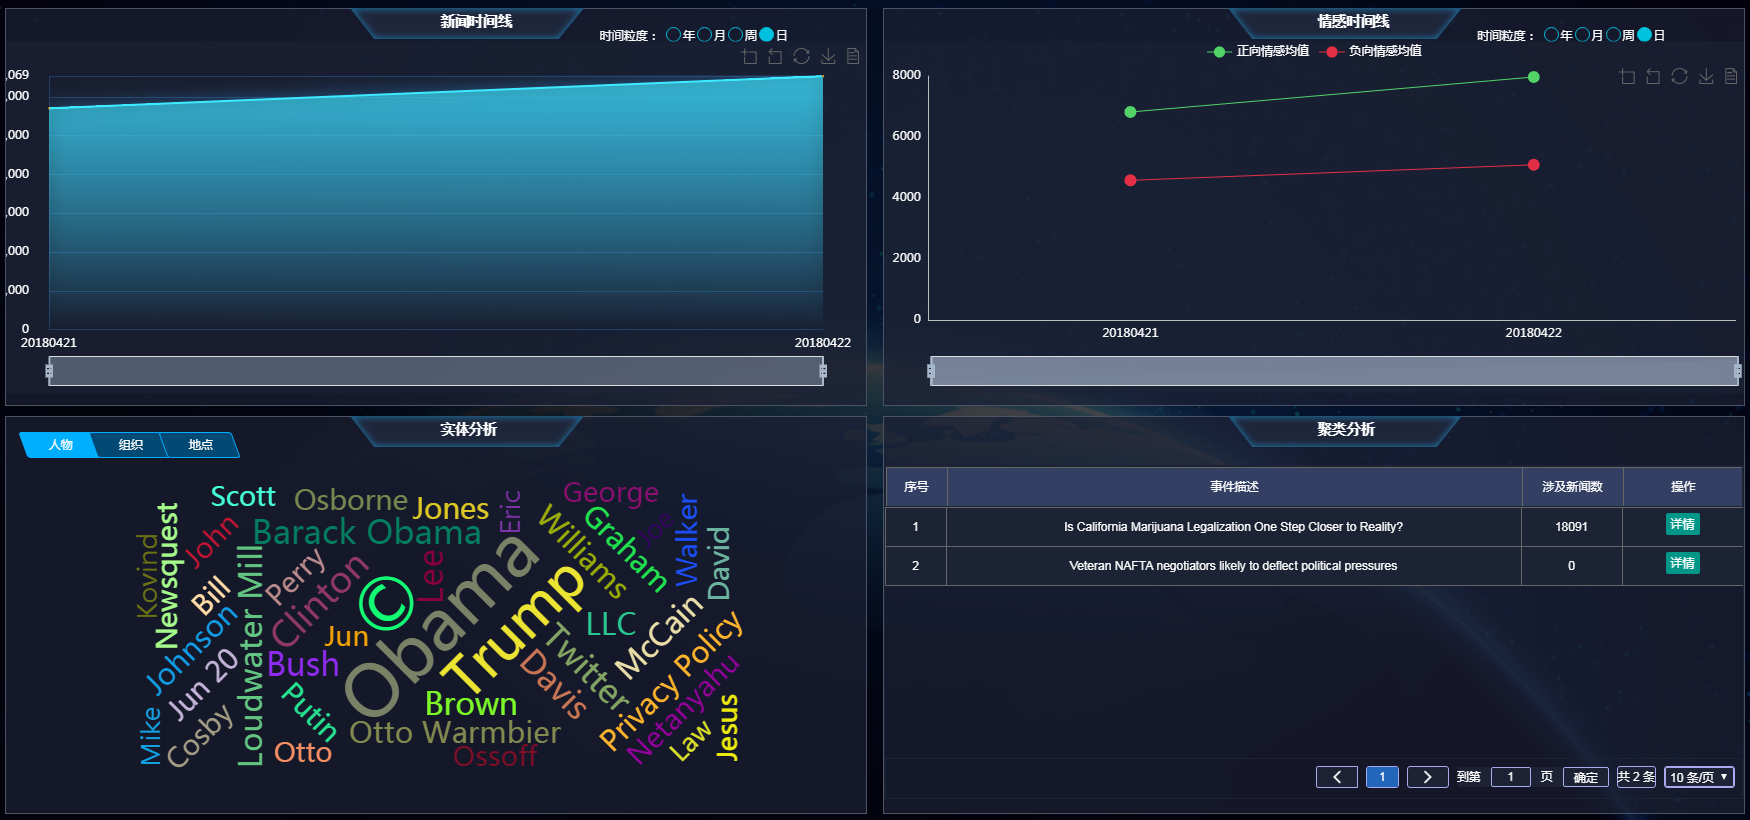 新闻时间线
时间粒度： 年 月 周 日
,069
,000
,000
,000
,000
,000
,000
0
20180421 20180422
情感时间线
时间粒度： 年 月 周 日
正向情感均值 负向情感均值
8000
6000
4000
2000
0
20180421 20180422
实体分析
人物 组织 地点
Scott
Osborne
Jones
Eric
George
Barack Obama
John
Kovind
Newsquest
Williams
Graham
Joe
Walker
David
Perry
Lee
Bill
Loudwater Mill
Clinton
©
Obama
Trump
LLC
McCain
Johnson
Jun
Bush
Twitter
Davis
Privacy Policy
Jun 20
Putin
Brown
Netanyahu
Cosby
Mike
Otto
Otto Warmbier
Ossoff
Law
Jesus
聚类分析
序号 事件描述 涉及新闻数 操作
1 Is California Marijuana Legalization One Step Closer to Reality? 18091 详情
2 Veteran NAFTA negotiators likely to deflect political pressures 0 详情
1 到第 1 页 确定 共 2 条 10 条/页